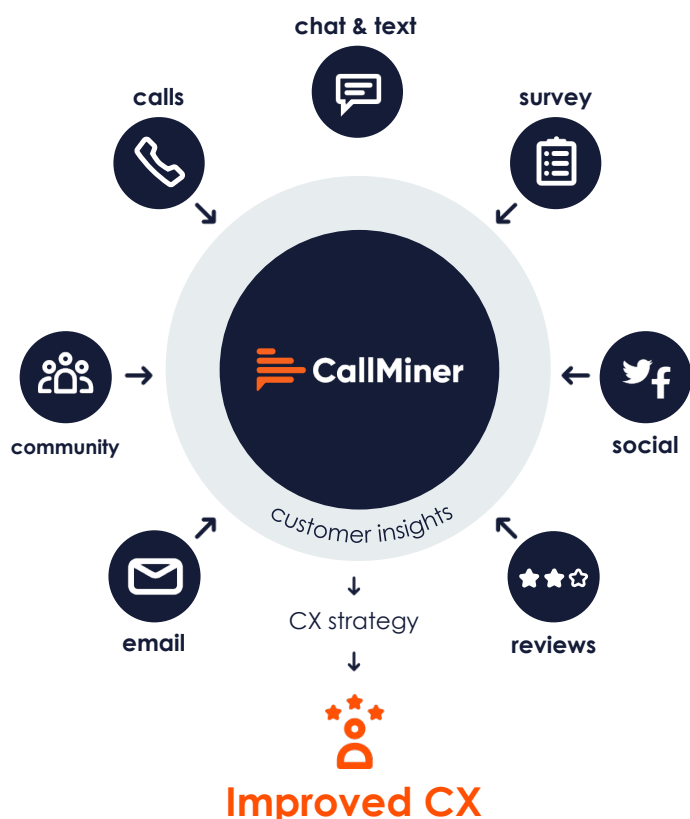 chat & text
calls
survey
CallMiner
community
social
customer insights
email
reviews
CX strategy
Improved CX